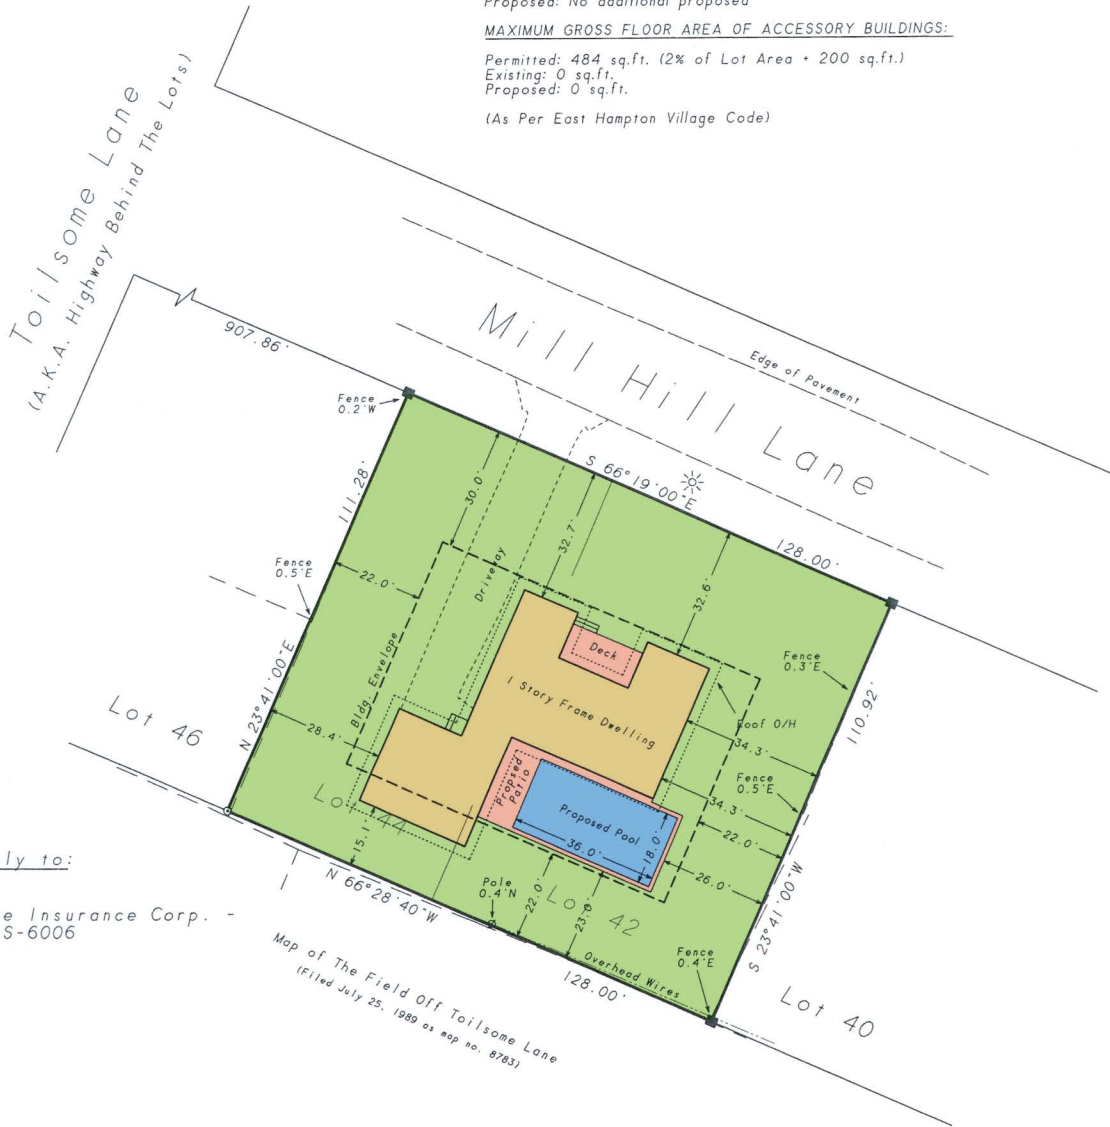 Proposed: No additional proposed
MAXIMUM GROSS FLOOR AREA OF ACCESSORY BUILDINGS:
Permitted: 484 sq.ft. (2% of Lot Area + 200 sq.ft.)
Existing: 0 sq.ft.
Proposed: 0 sq.ft.
(As Per East Hampton Village Code)
Toilsome Lane
(A.K.A. Highway Behind The Lots)
Mill Hill Lane
Edge of Pavement
907.86'
Fence
0.2'W
S 66°19'00"E
128.00'
111.28'
30.0'
32.7'
32.6'
Fence
0.5'E
22.0'
Driveway
Deck
Fence
0.3'E
N 23°41'00"E
Bldg. Envelope
1 Story Frame Dwelling
Roof O/H
110.92'
Lot 46
28.4'
34.3'
Fence
0.5'E
Proposed
Patio
Proposed Pool
36.0'
18.0'
34.3'
22.0'
26.0'
Lot 44
15.1'
N 66°28'40"W
Pole
0.4'N
22.0'
23.0'
Lot 42
S 23°41'00"W
ly to:
e Insurance Corp. -
S-6006
Overhead Wires
128.00'
Fence
0.4'E
Lot 40
Map of The Field Off Toilsome Lane
(Filed July 25, 1989 as map no. 8783)